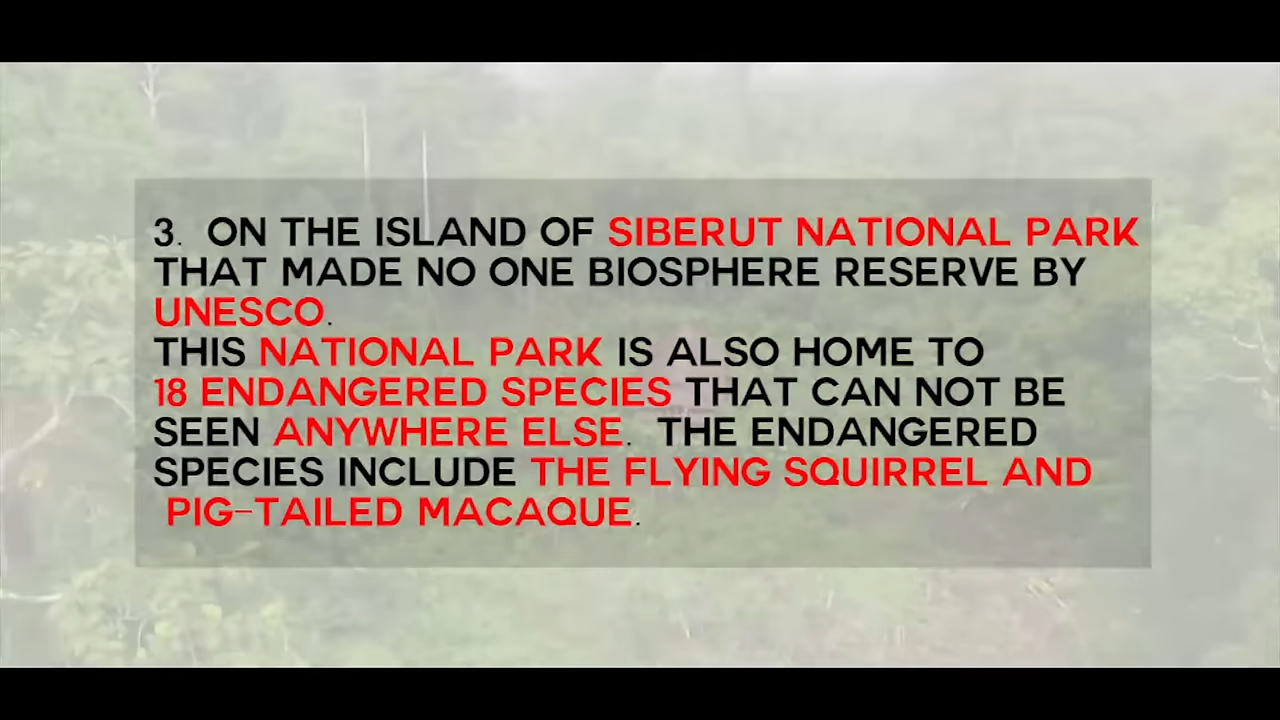 3. ON THE ISLAND OF SIBERUT NATIONAL PARK
THAT MADE NO ONE BIOSPHERE RESERVE BY
UNESCO.
THIS NATIONAL PARK IS ALSO HOME TO
18 ENDANGERED SPECIES THAT CAN NOT BE
SEEN ANYWHERE ELSE. THE ENDANGERED
SPECIES INCLUDE THE FLYING SQUIRREL AND
PIG-TAILED MACAQUE.